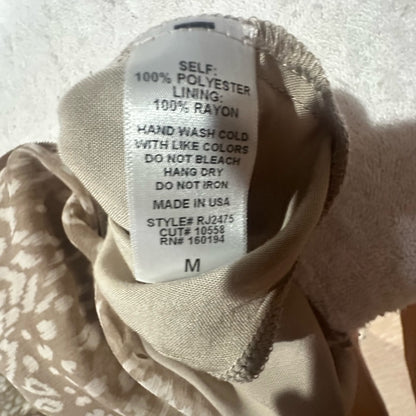 SELF:
100% POLYESTER
LINING:
100% RAYON
HAND WASH COLD
WITH LIKE COLORS
DO NOT BLEACH
HANG DRY
DO NOT IRON
MADE IN USA
STYLE# RJ2475
CUT# 10558
RN# 160194
M